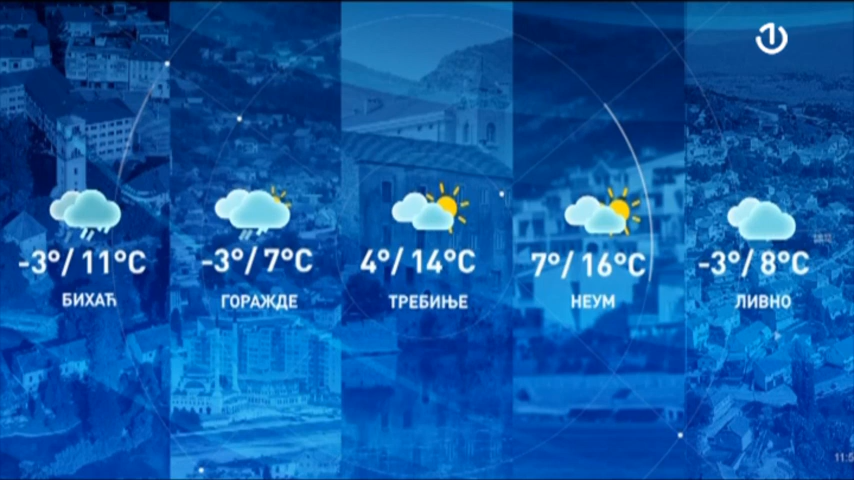 -3°/ 11°C
БИХАЋ
-3°/ 7°C
ГОРАЖДЕ
4°/ 14°C
ТРЕБИЊЕ
7°/ 16°C
НЕУМ
-3°/ 8°C
ЛИВНО